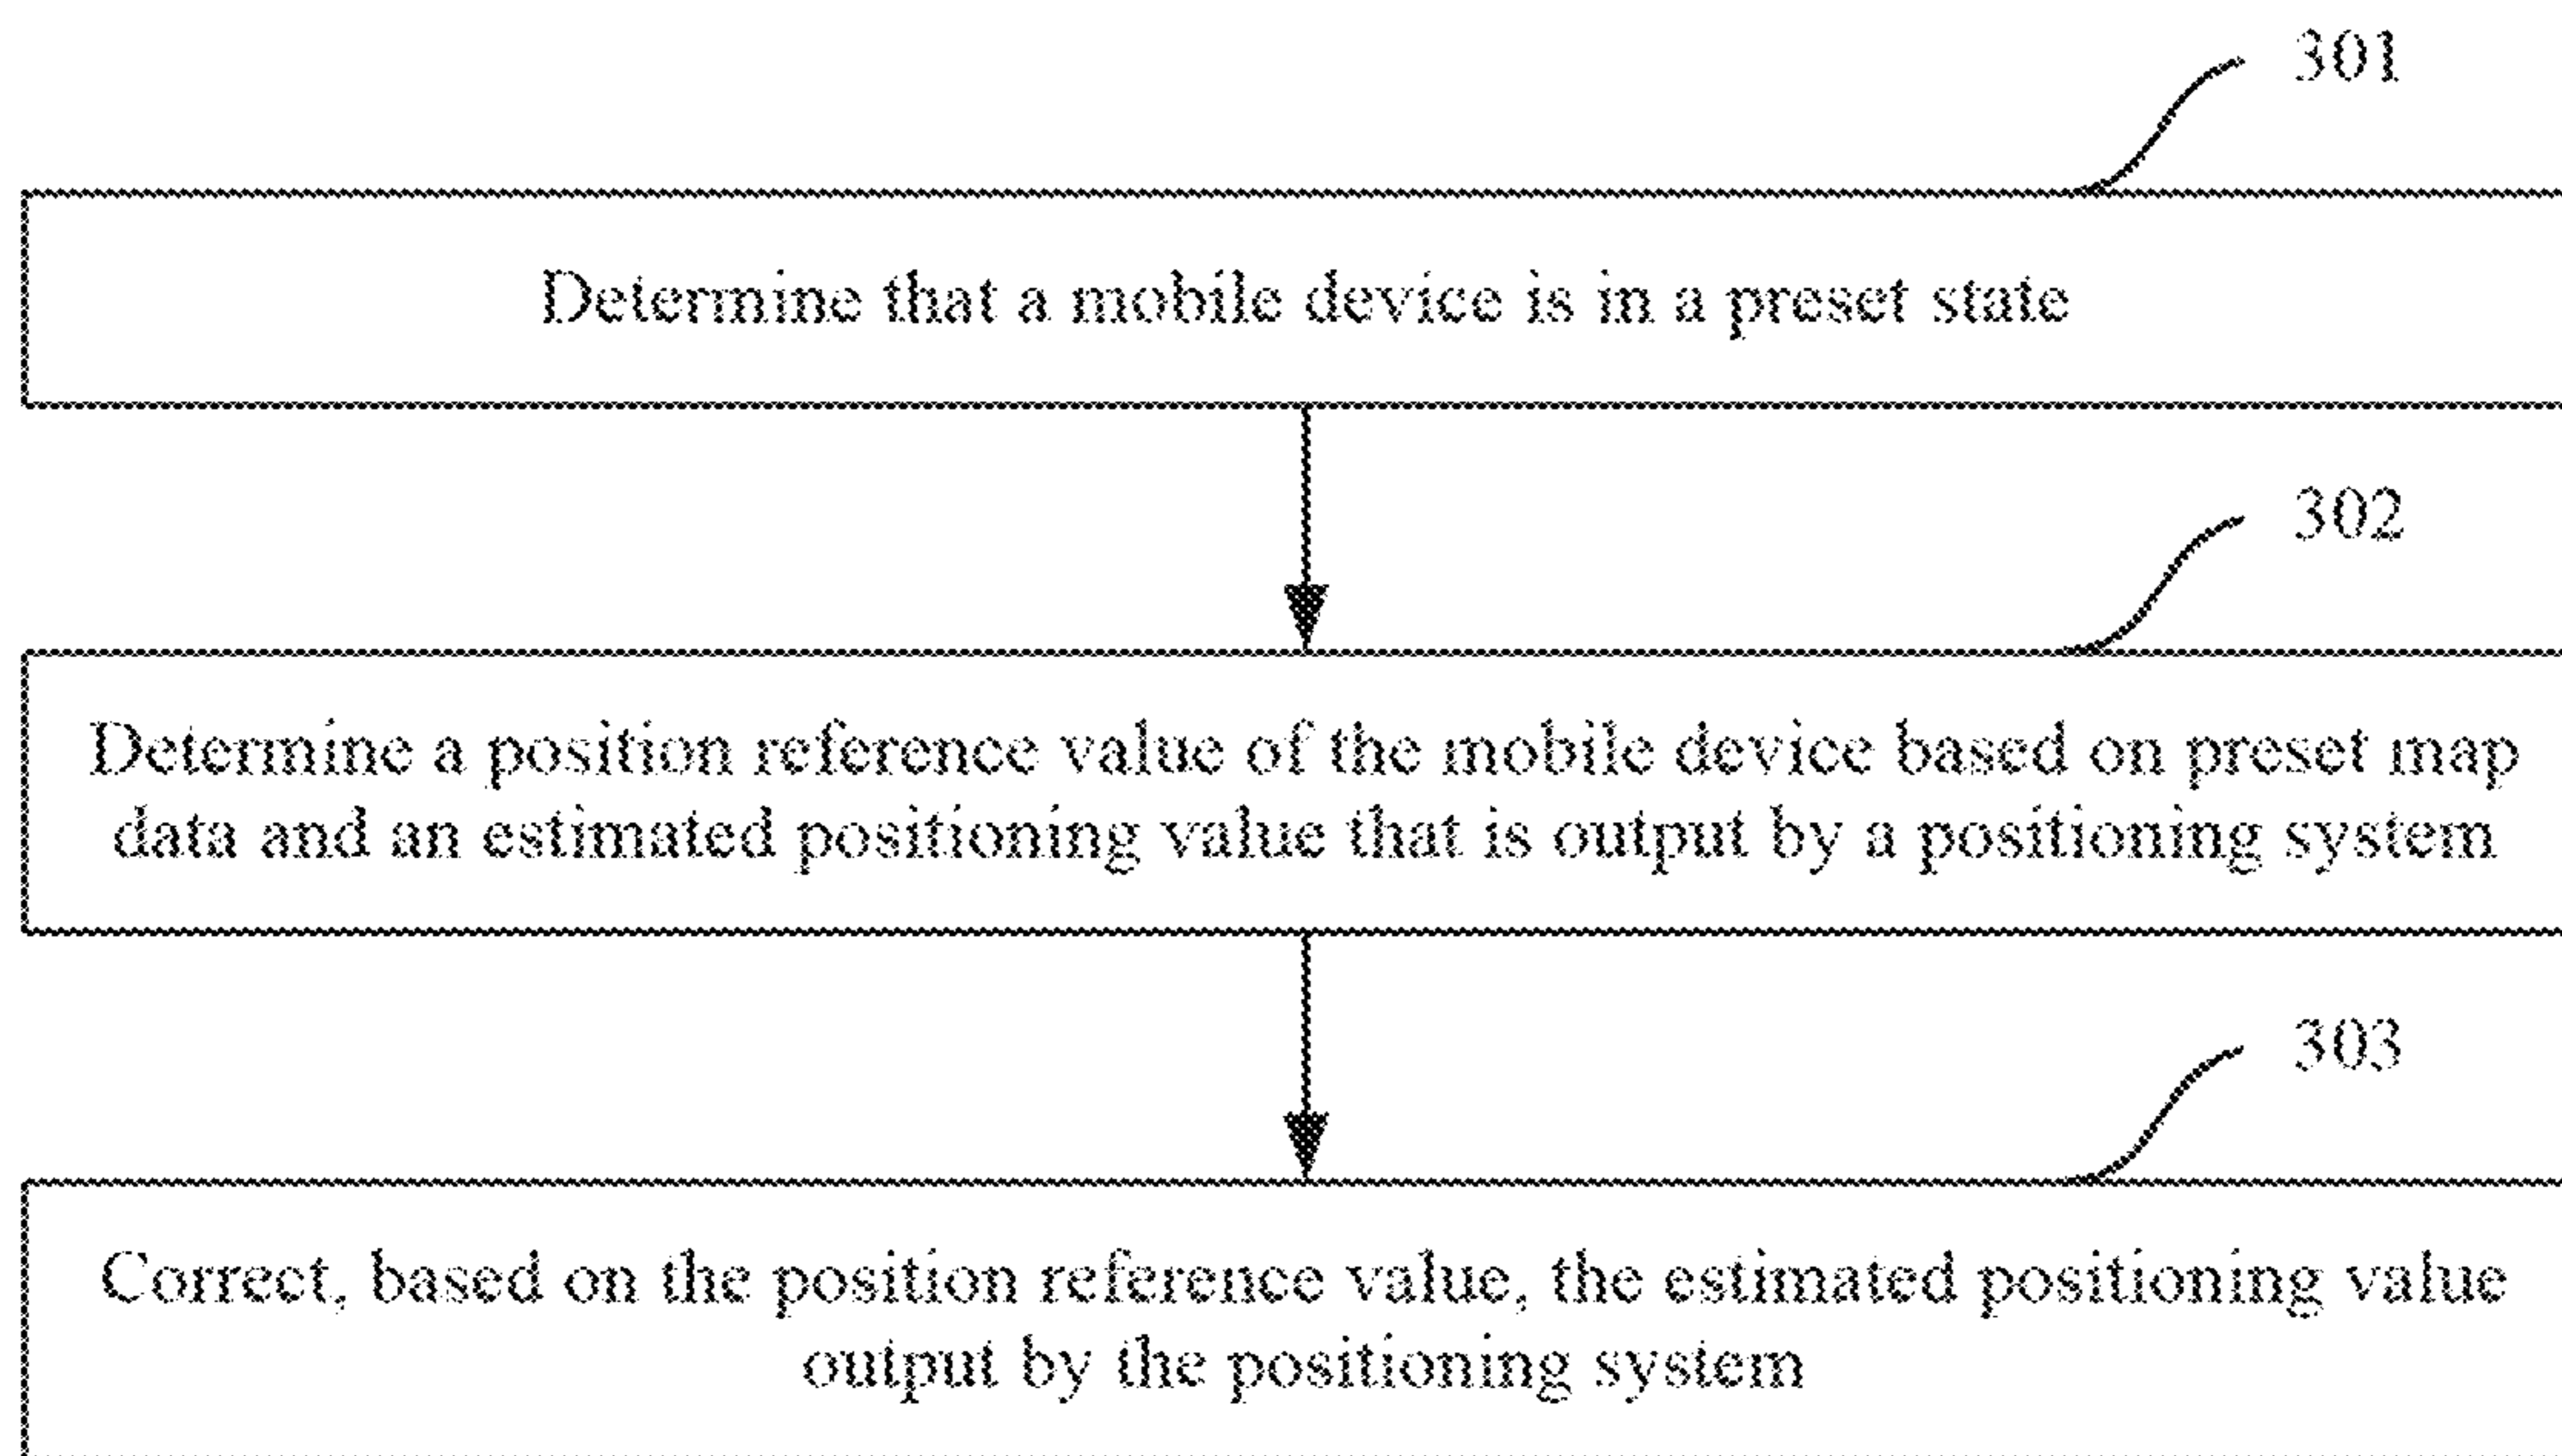 301
Determine that a mobile device is in a preset state
302
Determine a position reference value of the mobile device based on preset map
data and an estimated positioning value that is output by a positioning system
303
Correct, based on the position reference value, the estimated positioning value
output by the positioning system